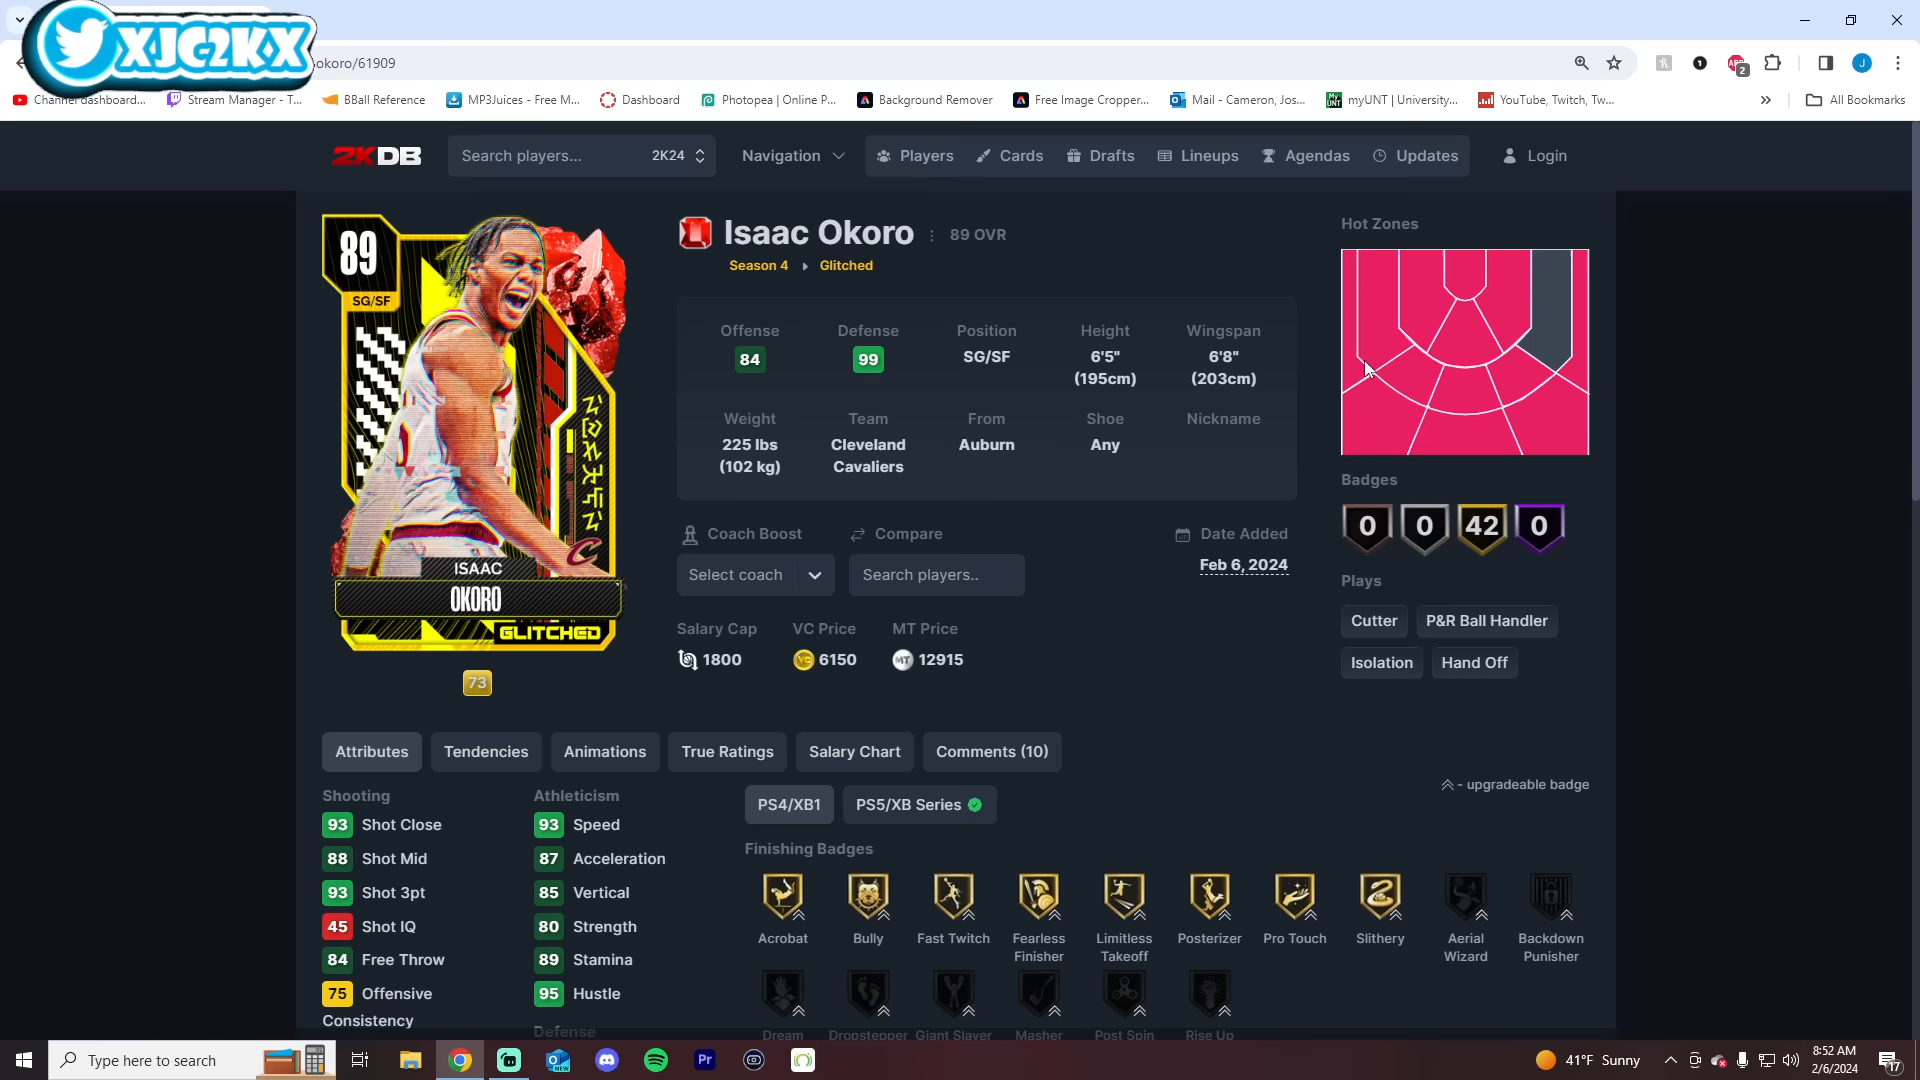 XJC2KX
okoro/61909
2
J
Channel dashboard...
Stream Manager - T...
BBall Reference
MP3Juices - Free M...
Dashboard
Photopea | Online P...
Background Remover
Free Image Cropper...
Mail - Cameron, Jos...
myUNT | University...
YouTube, Twitch, Tw...
All Bookmarks
2KDB
Search players...
2K24
Navigation
Players
Cards
Drafts
Lineups
Agendas
Updates
Login
89
SG/SF
ISAAC
OKORO
GLITCHED
73
Isaac Okoro
89 OVR
Season 4
Glitched
Offense
Defense
Position
Height
Wingspan
84
99
SG/SF
6'5"
6'8"
(195cm)
(203cm)
Weight
Team
From
Shoe
Nickname
225 lbs
Cleveland
Auburn
Any
(102 kg)
Cavaliers
Coach Boost
Compare
Date Added
Select coach
Search players..
Feb 6, 2024
Salary Cap
VC Price
MT Price
1800
VC 6150
MT 12915
Hot Zones
Badges
0
0
42
0
Plays
Cutter
P&R Ball Handler
Isolation
Hand Off
Attributes
Tendencies
Animations
True Ratings
Salary Chart
Comments (10)
- upgradeable badge
Shooting
93 Shot Close
88 Shot Mid
93 Shot 3pt
45 Shot IQ
84 Free Throw
75 Offensive
Consistency
Athleticism
93 Speed
87 Acceleration
85 Vertical
80 Strength
89 Stamina
95 Hustle
Defense
PS4/XB1
PS5/XB Series
Finishing Badges
Acrobat
Bully
Fast Twitch
Fearless
Finisher
Limitless
Takeoff
Posterizer
Pro Touch
Slithery
Aerial
Wizard
Backdown
Punisher
Dream
Dropstepper
Giant Slayer
Masher
Post Spin
Rise Up
Type here to search
NEW
Pr
41°F Sunny
8:52 AM
2/6/2024
17